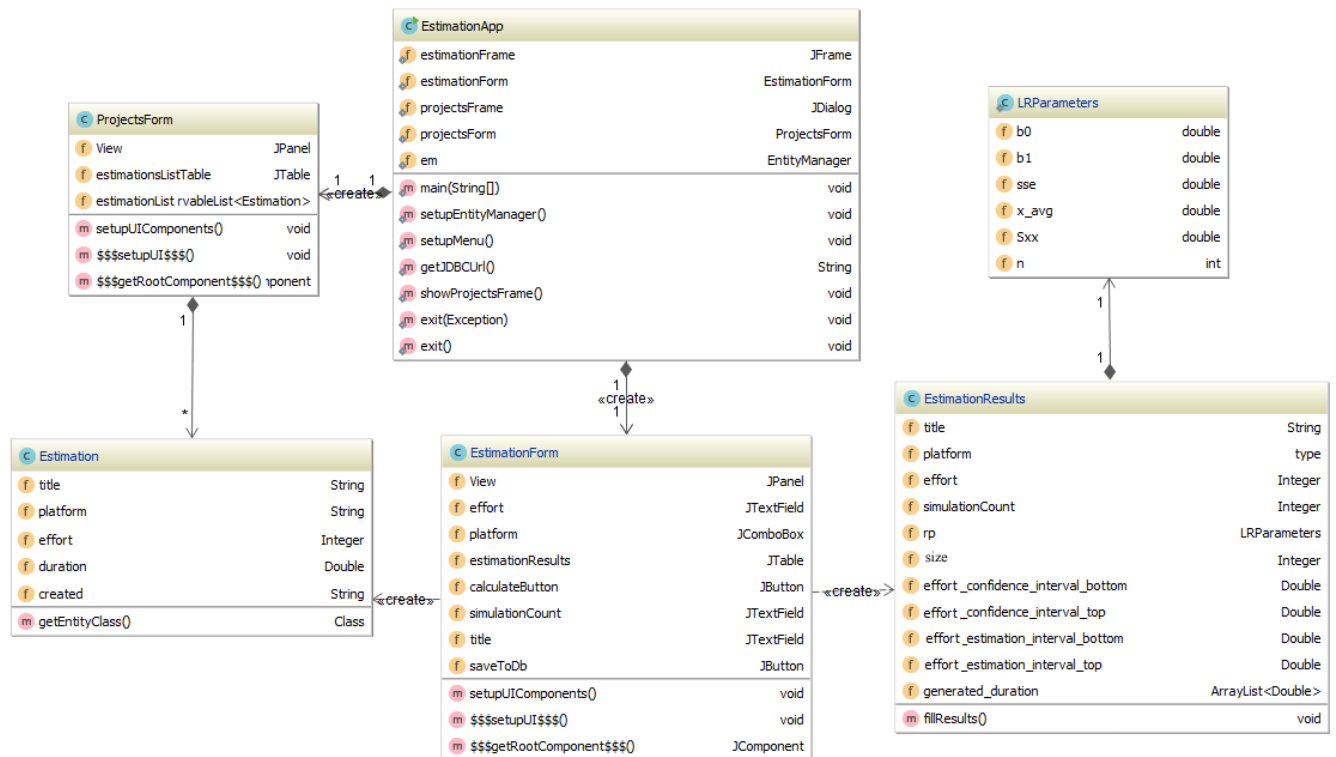 EstimationApp
estimationFrame JFrame
estimationForm EstimationForm
projectsFrame JDialog
projectsForm ProjectsForm
em EntityManager
main(String[]) void
setupEntityManager() void
setupMenu() void
getJDBCUrl() String
showProjectsFrame() void
exit(Exception) void
exit() void
ProjectsForm
View JPanel
estimationsListTable JTable
estimationList rvableList<Estimation>
setupUIComponents() void
$$$setupUI$$$() void
$$$getRootComponent$$$() ponent
1 1
«create»
LRParameters
b0 double
b1 double
sse double
x_avg double
Sxx double
n int
1
*
1
«create»
1
1
1
Estimation
title String
platform String
effort Integer
duration Double
created String
getEntityClass() Class
«create»
EstimationForm
View JPanel
effort JTextField
platform JComboBox
estimationResults JTable
calculateButton JButton
simulationCount JTextField
title JTextField
saveToDb JButton
setupUIComponents() void
$$$setupUI$$$() void
$$$getRootComponent$$$() JComponent
«create»
EstimationResults
title String
platform type
effort Integer
simulationCount Integer
rp LRParameters
size Integer
effort_confidence_interval_bottom Double
effort_confidence_interval_top Double
effort_estimation_interval_bottom Double
effort_estimation_interval_top Double
generated_duration ArrayList<Double>
fillResults() void